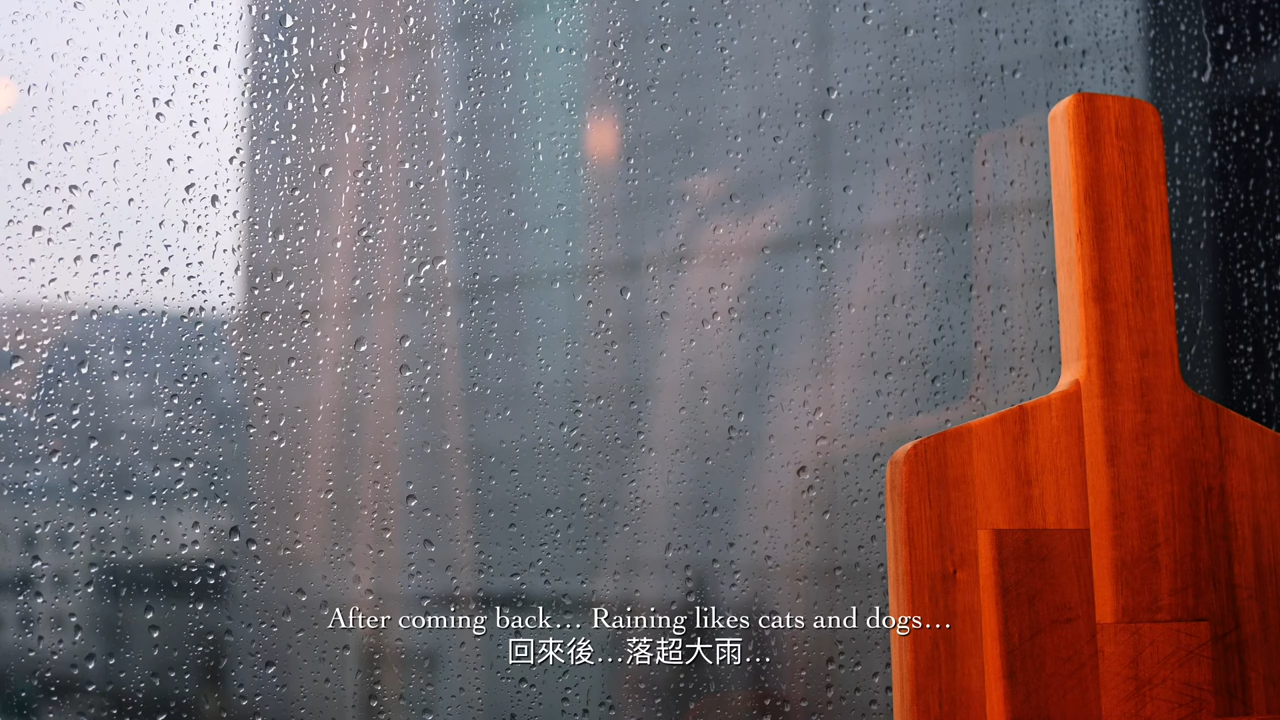 After coming back... Raining likes cats and dogs...
回來後...落超大雨...